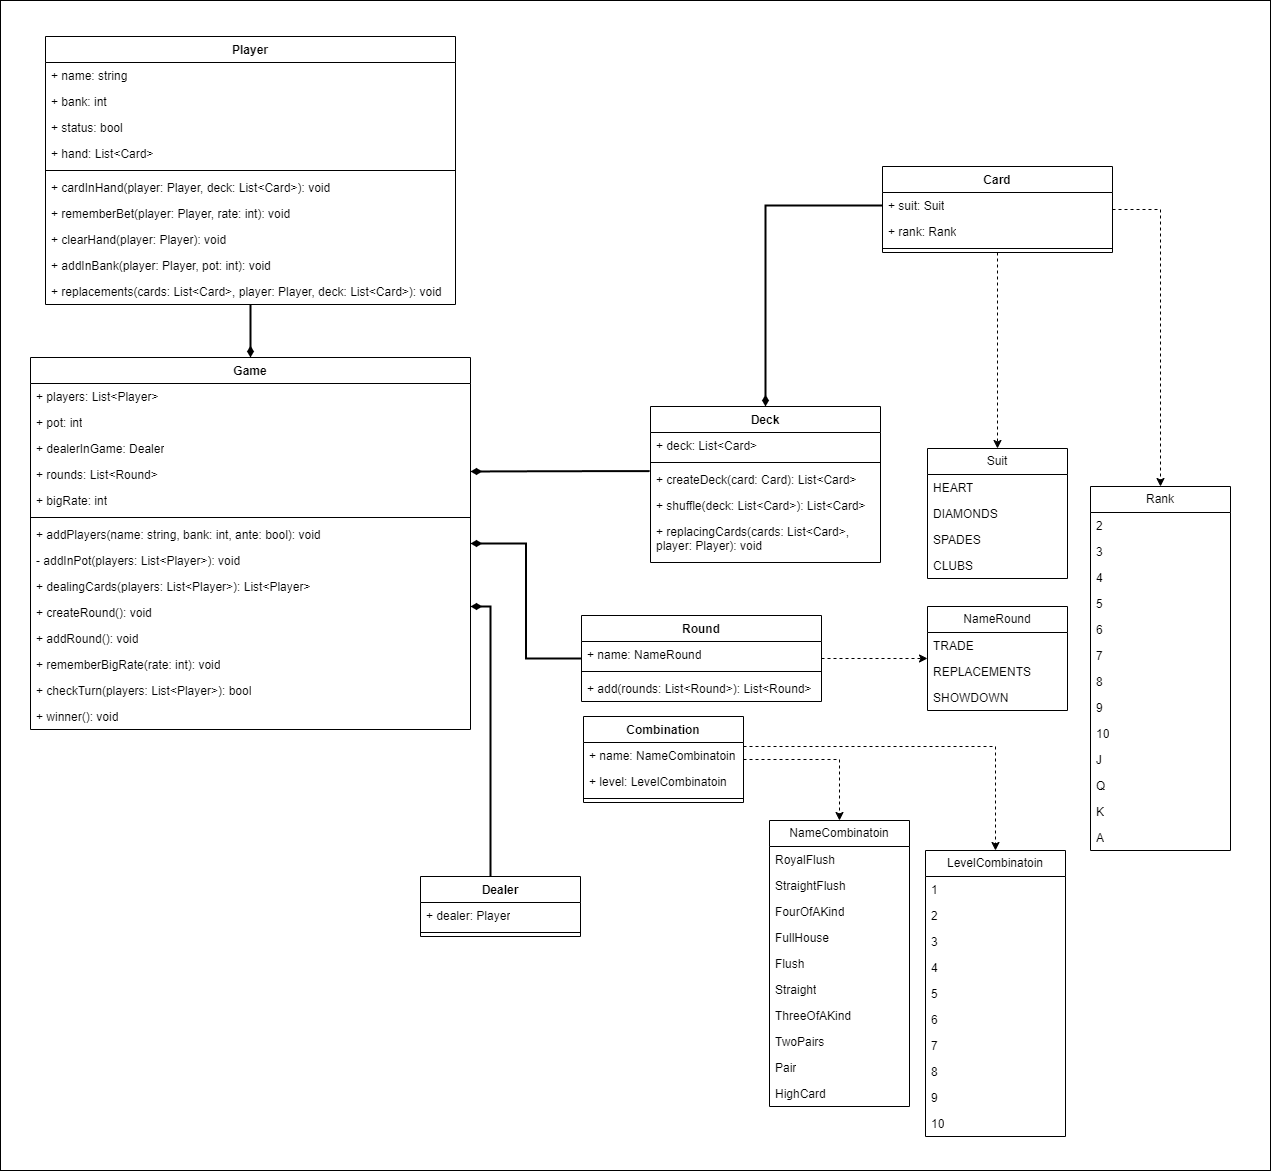 Player
+ name: string
+ bank: int
+ status: bool
+ hand: List<Card>
+ cardInHand(player: Player, deck: List<Card>): void
+ rememberBet(player: Player, rate: int): void
+ clearHand(player: Player): void
+ addInBank(player: Player, pot: int): void
+ replacements(cards: List<Card>, player: Player, deck: List<Card>): void
Game
+ players: List<Player>
+ pot: int
+ dealerInGame: Dealer
+ rounds: List<Round>
+ bigRate: int
+ addPlayers(name: string, bank: int, ante: bool): void
- addInPot(players: List<Player>): void
+ dealingCards(players: List<Player>): List<Player>
+ createRound(): void
+ addRound(): void
+ rememberBigRate(rate: int): void
+ checkTurn(players: List<Player>): bool
+ winner(): void
Card
+ suit: Suit
+ rank: Rank
Deck
+ deck: List<Card>
+ createDeck(card: Card): List<Card>
+ shuffle(deck: List<Card>): List<Card>
+ replacingCards(cards: List<Card>,
player: Player): void
Suit
HEART
DIAMONDS
SPADES
CLUBS
Rank
2
3
4
5
6
7
8
9
10
J
Q
K
A
Round
+ name: NameRound
+ add(rounds: List<Round>): List<Round>
NameRound
TRADE
REPLACEMENTS
SHOWDOWN
Combination
+ name: NameCombinatoin
+ level: LevelCombinatoin
NameCombinatoin
RoyalFlush
StraightFlush
FourOfAKind
FullHouse
Flush
Straight
ThreeOfAKind
TwoPairs
Pair
HighCard
LevelCombinatoin
1
2
3
4
5
6
7
8
9
10
Dealer
+ dealer: Player